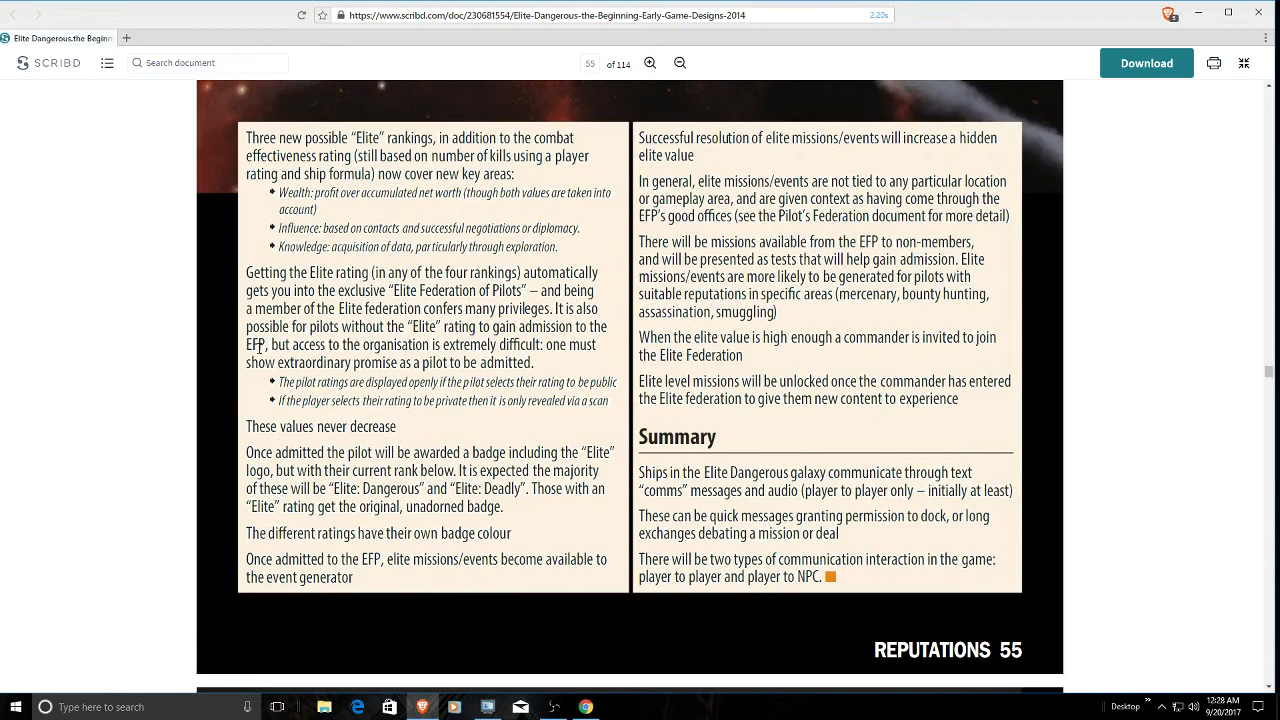 https://www.scribd.com/doc/230681554/Elite-Dangerous-the-Beginning-Early-Game-Designs-2014
2.20s
Elite Dangerous.the Beginn
SCRIBD
Search document
55 of 114
Download
Three new possible “Elite” rankings, in addition to the combat
effectiveness rating (still based on number of kills using a player
rating and ship formula) now cover new key areas:
Wealth: profit over accumulated net worth (though both values are taken into
account)
Influence: based on contacts and successful negotiations or diplomacy.
Knowledge: acquisition of data, particularly through exploration.
Getting the Elite rating (in any of the four rankings) automatically
gets you into the exclusive “Elite Federation of Pilots” – and being
a member of the Elite federation confers many privileges. It is also
possible for pilots without the “Elite” rating to gain admission to the
EFP, but access to the organisation is extremely difficult: one must
show extraordinary promise as a pilot to be admitted.
The pilot ratings are displayed openly if the pilot selects their rating to be public
If the player selects their rating to be private then it is only revealed via a scan
These values never decrease
Once admitted the pilot will be awarded a badge including the “Elite”
logo, but with their current rank below. It is expected the majority
of these will be “Elite: Dangerous” and “Elite: Deadly”. Those with an
“Elite” rating get the original, unadorned badge.
The different ratings have their own badge colour
Once admitted to the EFP, elite missions/events become available to
the event generator
Successful resolution of elite missions/events will increase a hidden
elite value
In general, elite missions/events are not tied to any particular location
or gameplay area, and are given context as having come through the
EFP’s good offices (see the Pilot’s Federation document for more detail)
There will be missions available from the EFP to non-members,
and will be presented as tests that will help gain admission. Elite
missions/events are more likely to be generated for pilots with
suitable reputations in specific areas (mercenary, bounty hunting,
assassination, smuggling)
When the elite value is high enough a commander is invited to join
the Elite Federation
Elite level missions will be unlocked once the commander has entered
the Elite federation to give them new content to experience
Summary
Ships in the Elite Dangerous galaxy communicate through text
“comms” messages and audio (player to player only – initially at least)
These can be quick messages granting permission to dock, or long
exchanges debating a mission or deal
There will be two types of communication interaction in the game:
player to player and player to NPC.
REPUTATIONS 55
Type here to search
Desktop
12:28 AM
9/20/2017